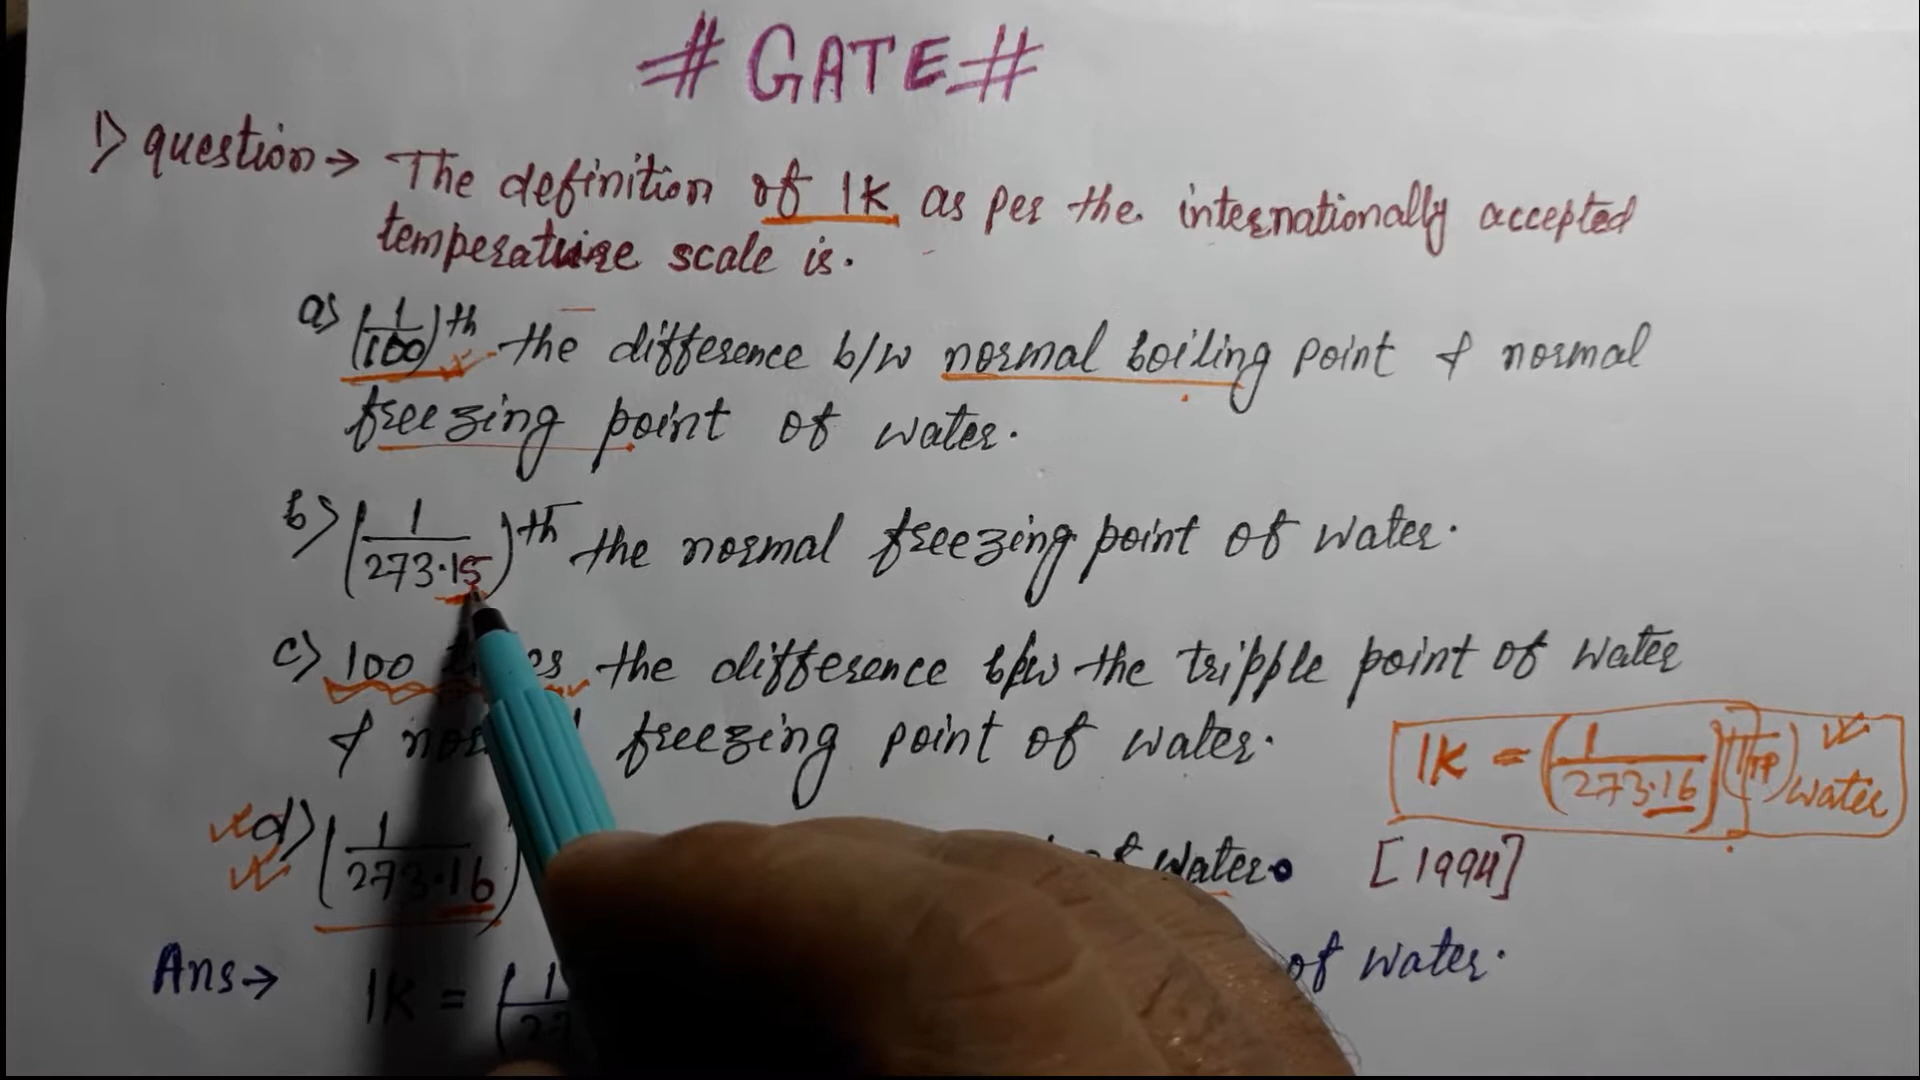 # GATE #
1) question → The definition of 1K as per the internationally accepted
temperature scale is.
a) (1/100)th the difference b/w normal boiling point & normal
freezing point of water.
b) (1/273.15)th the normal freezing point of water.
c) 100 the difference b/w the tripple point of water
& freezing point of water.
1K = (1/273.16)(TTP)water
d) (1/273.16) of water. [1994]
Ans → 1K = (1 of water.